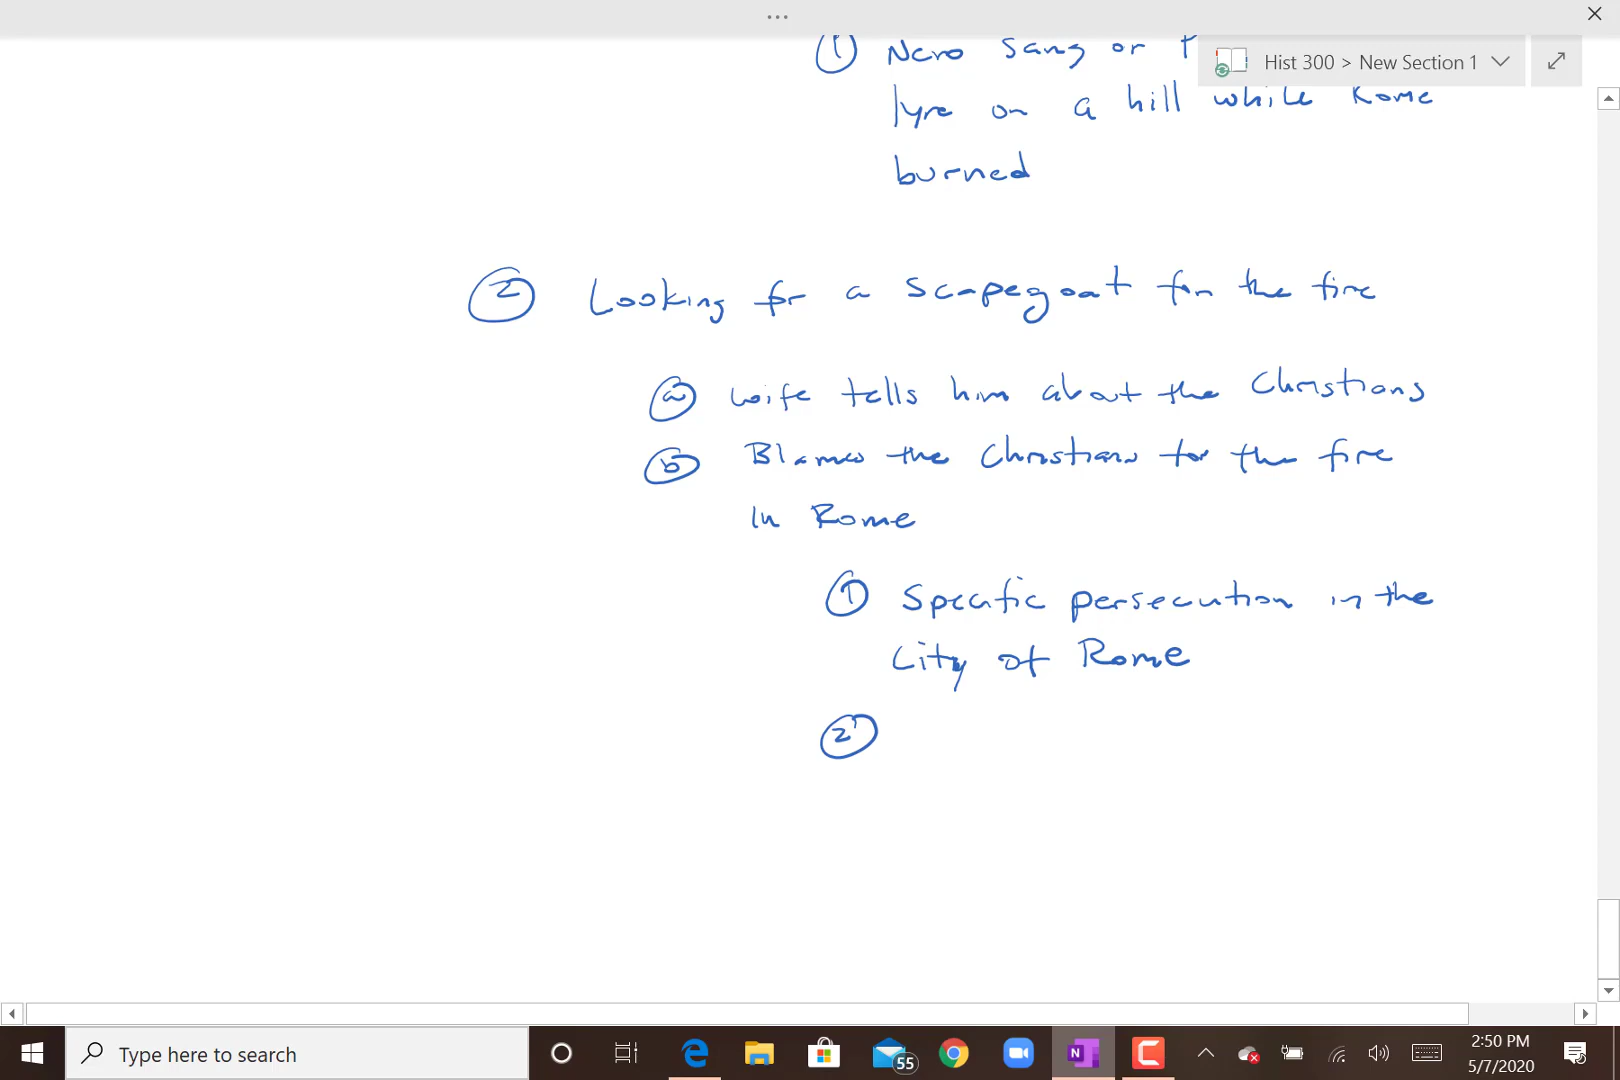 Hist 300 > New Section 1
① Nero sang or
lyre on a hill while Rome
burned
② Looking for a scapegoat for the fire
ⓐ wife tells him about the Christians
ⓑ Blames the Christians for the fire
in Rome
① Specific persecution in the
City of Rome
②
Type here to search
55
N
2:50 PM
5/7/2020